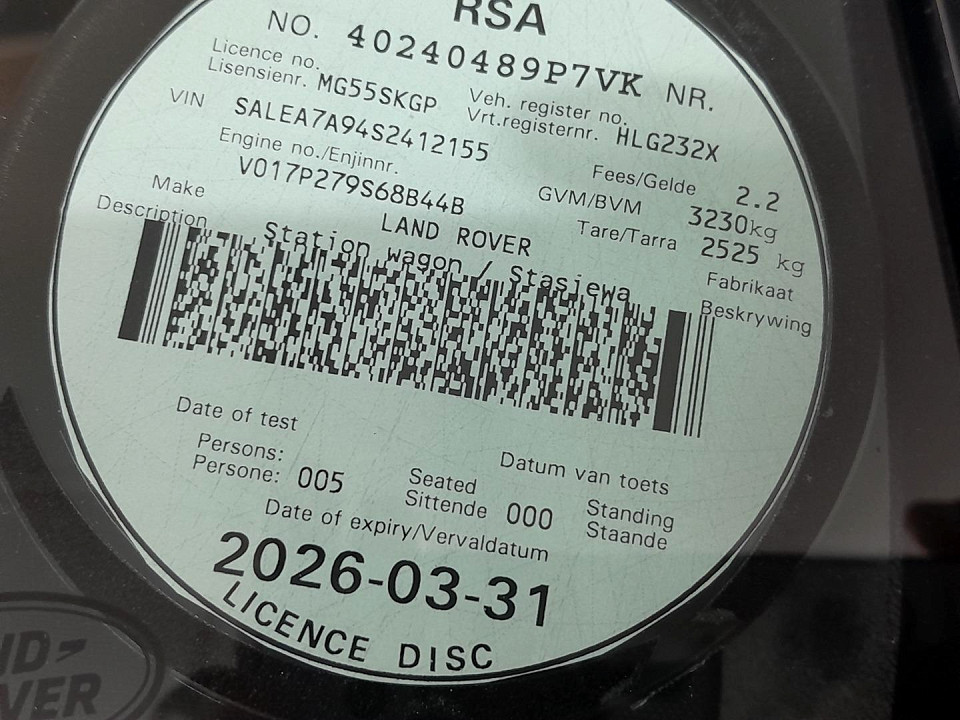 RSA
NO. 40240489P7VK NR.
Licence no. Veh. register no.
Lisensienr. MG55SKGP Vrt.registernr. HLG232X
VIN SALEA7A94S2412155
Engine no./Enjinnr. Fees/Gelde 2.2
V017P279S68B44B GVM/BVM 3230kg
Make LAND ROVER Tare/Tarra 2525 kg
Fabrikaat
Description Station wagon / Stasiewa
Beskrywing
Date of test
Datum van toets
Persons: Seated Standing
Persone: 005 Sittende 000 Staande
Date of expiry/Vervaldatum
2026-03-31
LICENCE DISC